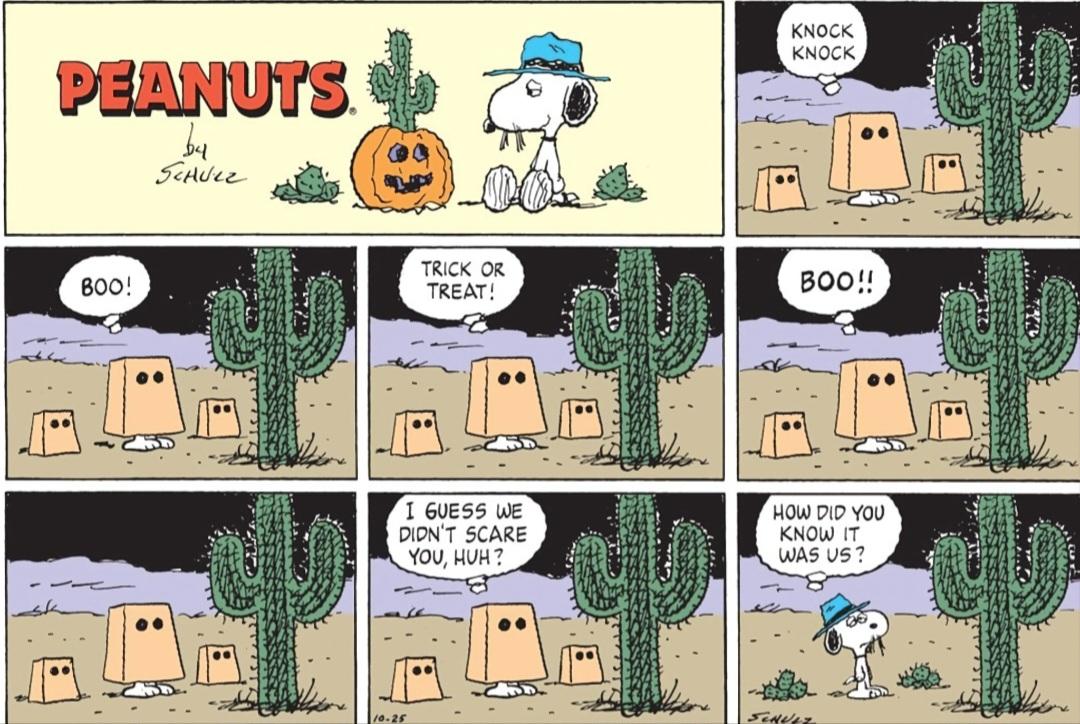 PEANUTS®
by
SCHULZ
KNOCK
KNOCK
BOO!
TRICK OR
TREAT!
BOO!!
I GUESS WE
DIDN'T SCARE
YOU, HUH?
10-25
HOW DID YOU
KNOW IT
WAS US?
SCHULZ